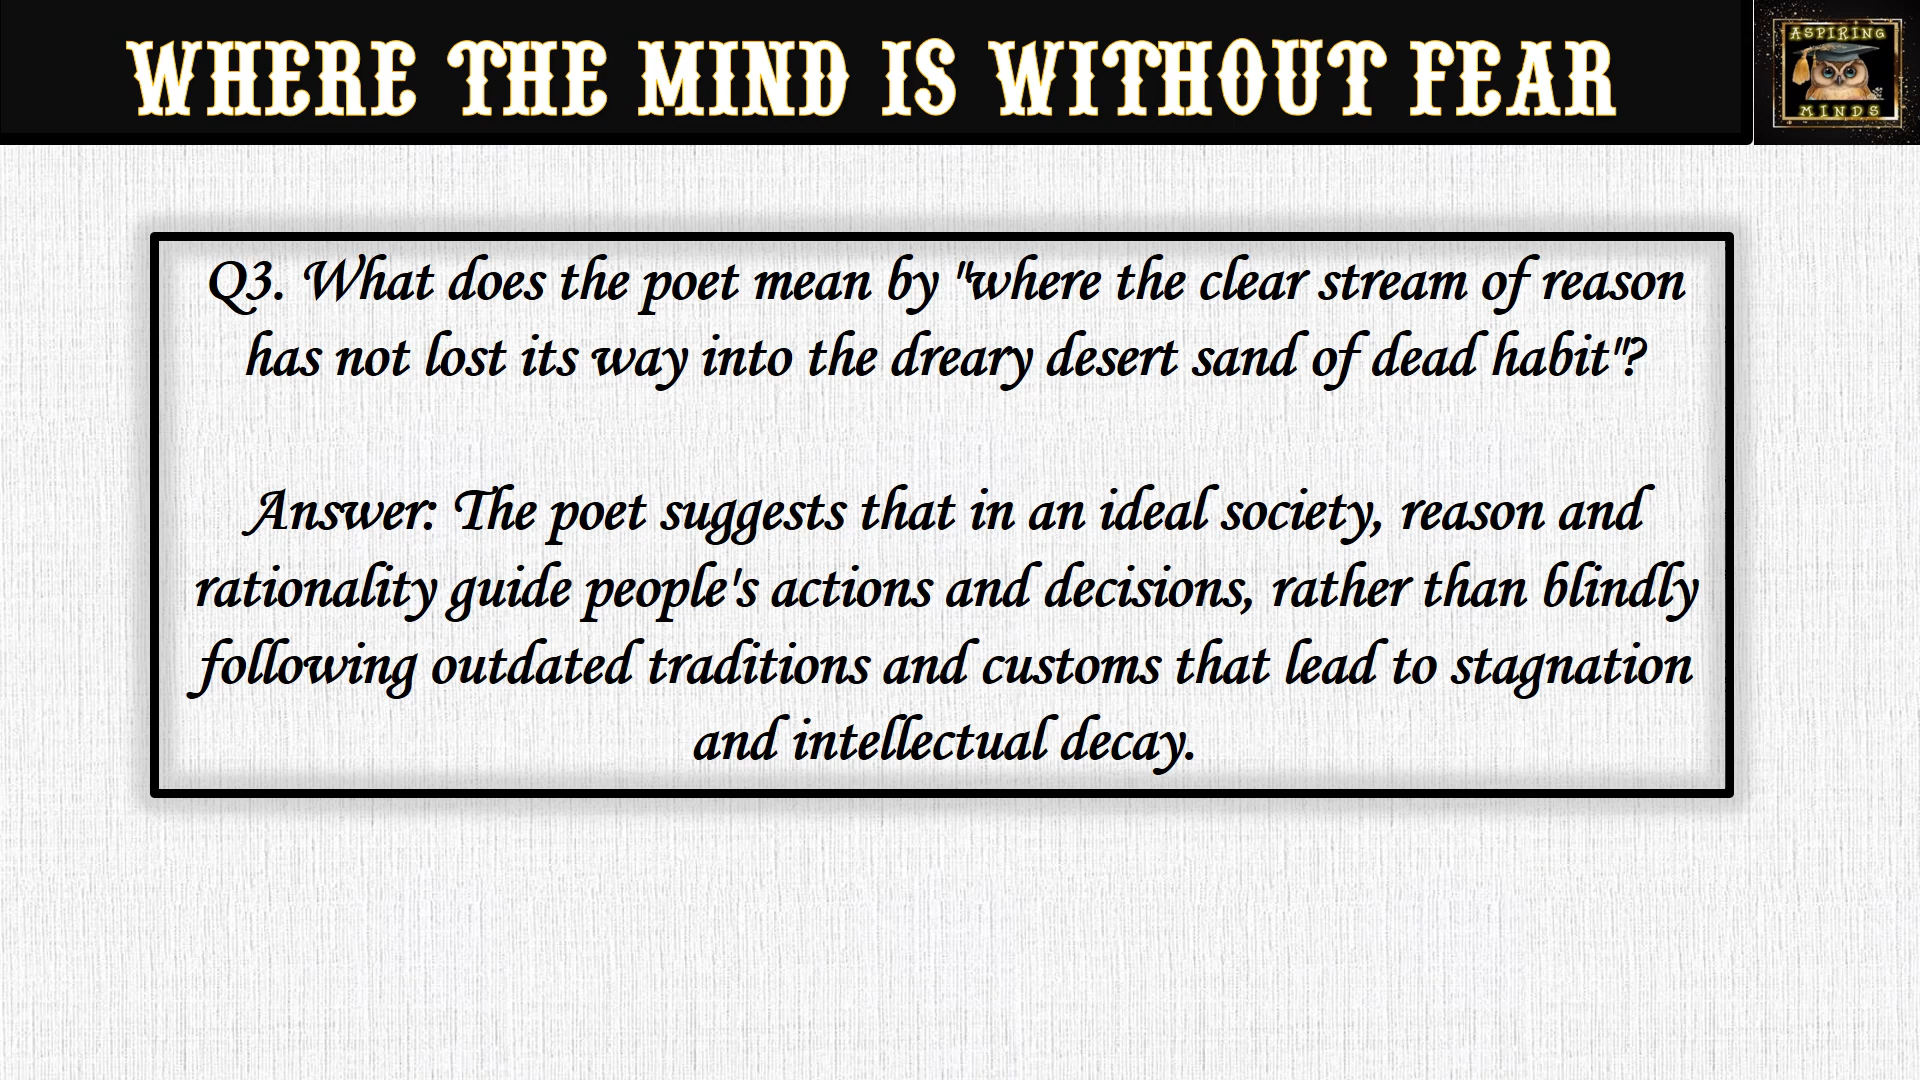 WHERE THE MIND IS WITHOUT FEAR
ASPIRING
MINDS
Q3. What does the poet mean by "where the clear stream of reason
has not lost its way into the dreary desert sand of dead habit"?
Answer: The poet suggests that in an ideal society, reason and
rationality guide people's actions and decisions, rather than blindly
following outdated traditions and customs that lead to stagnation
and intellectual decay.